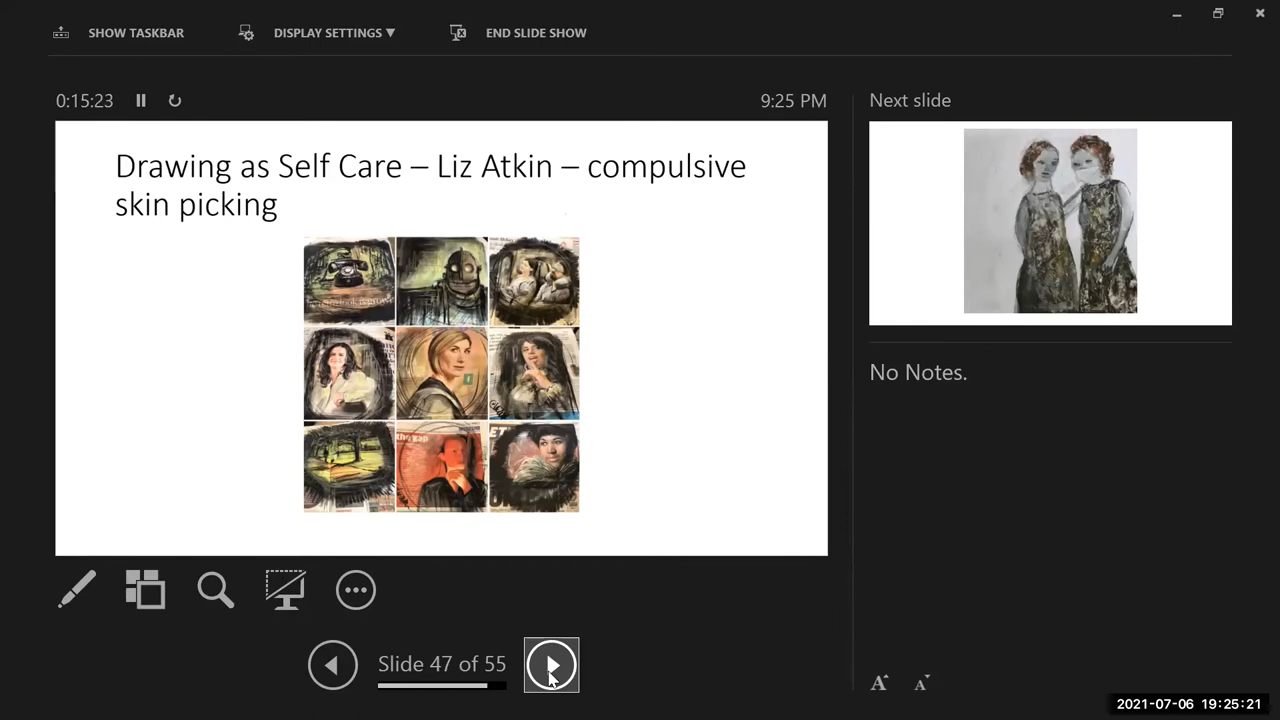 SHOW TASKBAR
DISPLAY SETTINGS ▼
END SLIDE SHOW
0:15:23
9:25 PM
Next slide
Drawing as Self Care – Liz Atkin – compulsive
skin picking
No Notes.
Slide 47 of 55
A A
2021-07-06 19:25:21